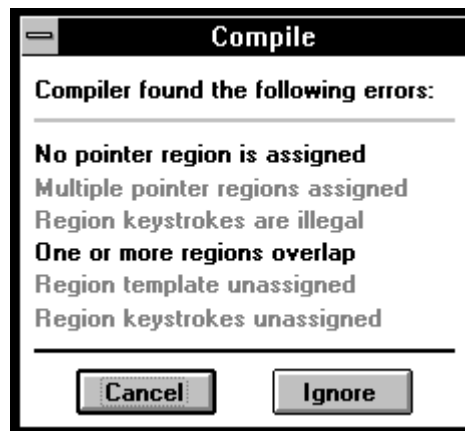 Compile
Compiler found the following errors:
No pointer region is assigned
Multiple pointer regions assigned
Region keystrokes are illegal
One or more regions overlap
Region template unassigned
Region keystrokes unassigned
Cancel Ignore